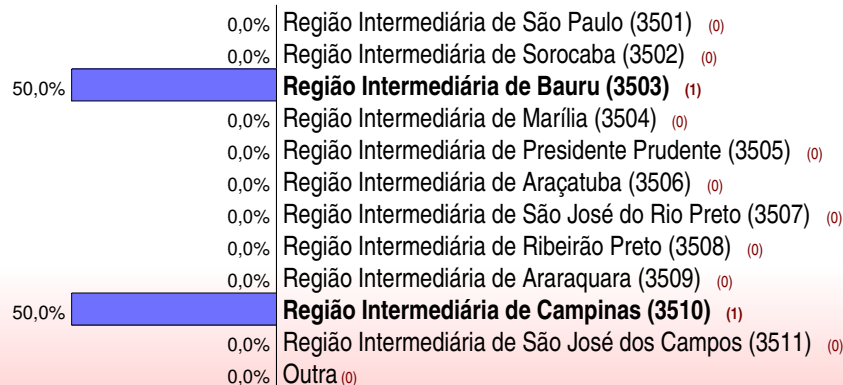 0,0% Região Intermediária de São Paulo (3501) (0)
0,0% Região Intermediária de Sorocaba (3502) (0)
50,0% Região Intermediária de Bauru (3503) (1)
0,0% Região Intermediária de Marília (3504) (0)
0,0% Região Intermediária de Presidente Prudente (3505) (0)
0,0% Região Intermediária de Araçatuba (3506) (0)
0,0% Região Intermediária de São José do Rio Preto (3507) (0)
0,0% Região Intermediária de Ribeirão Preto (3508) (0)
0,0% Região Intermediária de Araraquara (3509) (0)
50,0% Região Intermediária de Campinas (3510) (1)
0,0% Região Intermediária de São José dos Campos (3511) (0)
0,0% Outra (0)